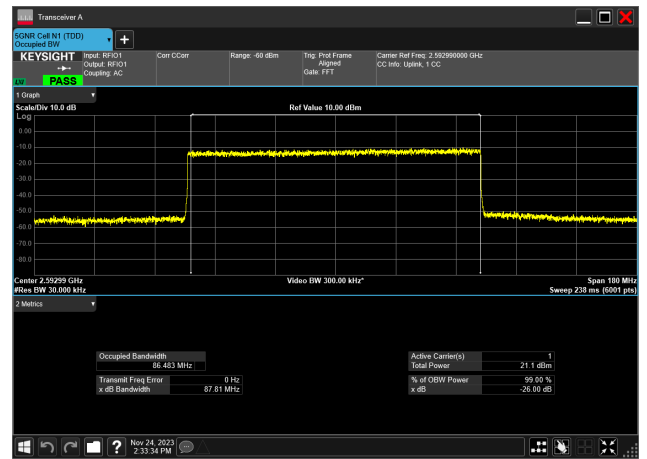 Transceiver A
5GNR Cell N1 (TDD)
Occupied BW
KEYSIGHT
LW PASS
Input: RFIO1
Output: RFIO1
Coupling: AC
Corr CCorr
Range: -60 dBm
Trig: Prot Frame
Aligned
Gate: FFT
Carrier Ref Freq: 2.592990000 GHz
CC Info: Uplink, 1 CC
1 Graph
Scale/Div 10.0 dB
Ref Value 10.00 dBm
Log
0.00
-10.0
-20.0
-30.0
-40.0
-50.0
-60.0
-70.0
-80.0
Center 2.59299 GHz
#Res BW 30.000 kHz
Video BW 300.00 kHz*
Span 180 MHz
Sweep 238 ms (6001 pts)
2 Metrics
Occupied Bandwidth
86.483 MHz
Transmit Freq Error 0 Hz
x dB Bandwidth 87.81 MHz
Active Carrier(s) 1
Total Power 21.1 dBm
% of OBW Power 99.00 %
x dB -26.00 dB
?
Nov 24, 2023
2:33:34 PM